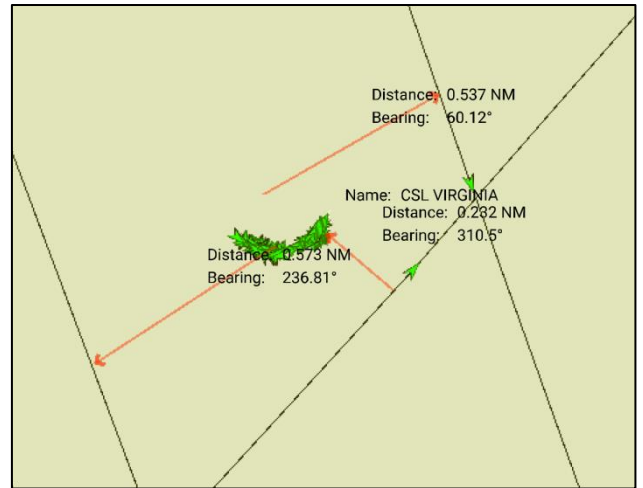 Distance: 0.537 NM
Bearing: 60.12°
Name: CSL VIRGINIA
Distance: 0.232 NM
Bearing: 310.5°
Distance: 0.573 NM
Bearing: 236.81°